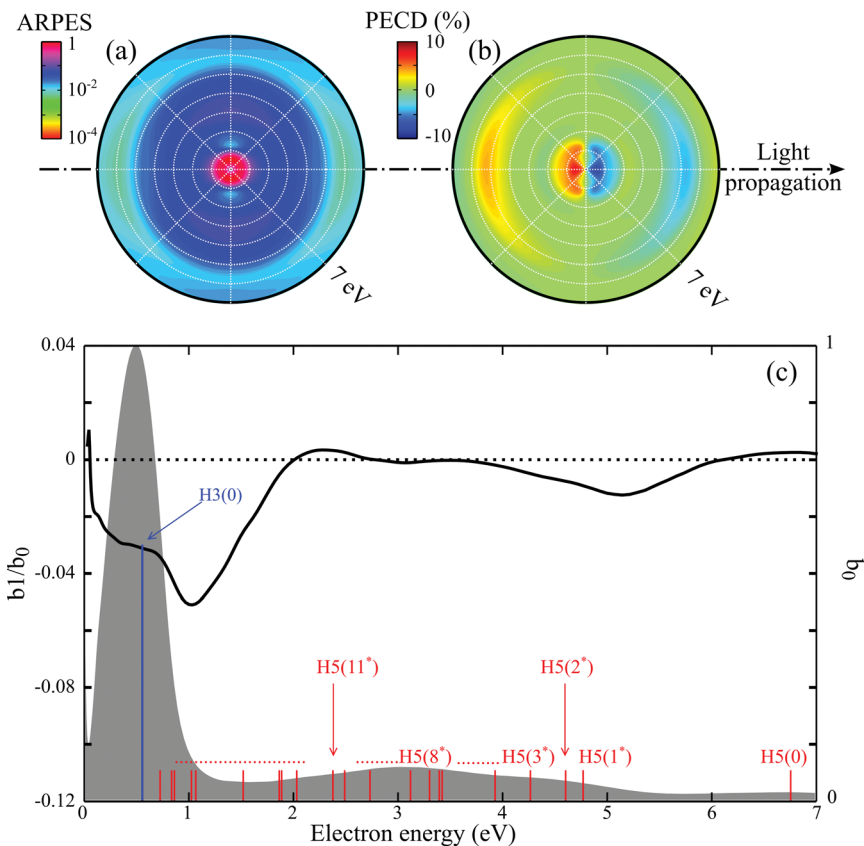 ARPES
1
10-2
10-4
(a)
7 eV
PECD (%)
10
0
-10
(b)
7 eV
Light
propagation
(c)
0.04
0
-0.04
-0.08
-0.12
b1/b0
1
0
b0
H3(0)
H5(11*)
H5(2*)
H5(8*)
H5(3*)
H5(1*)
H5(0)
0 1 2 3 4 5 6 7
Electron energy (eV)